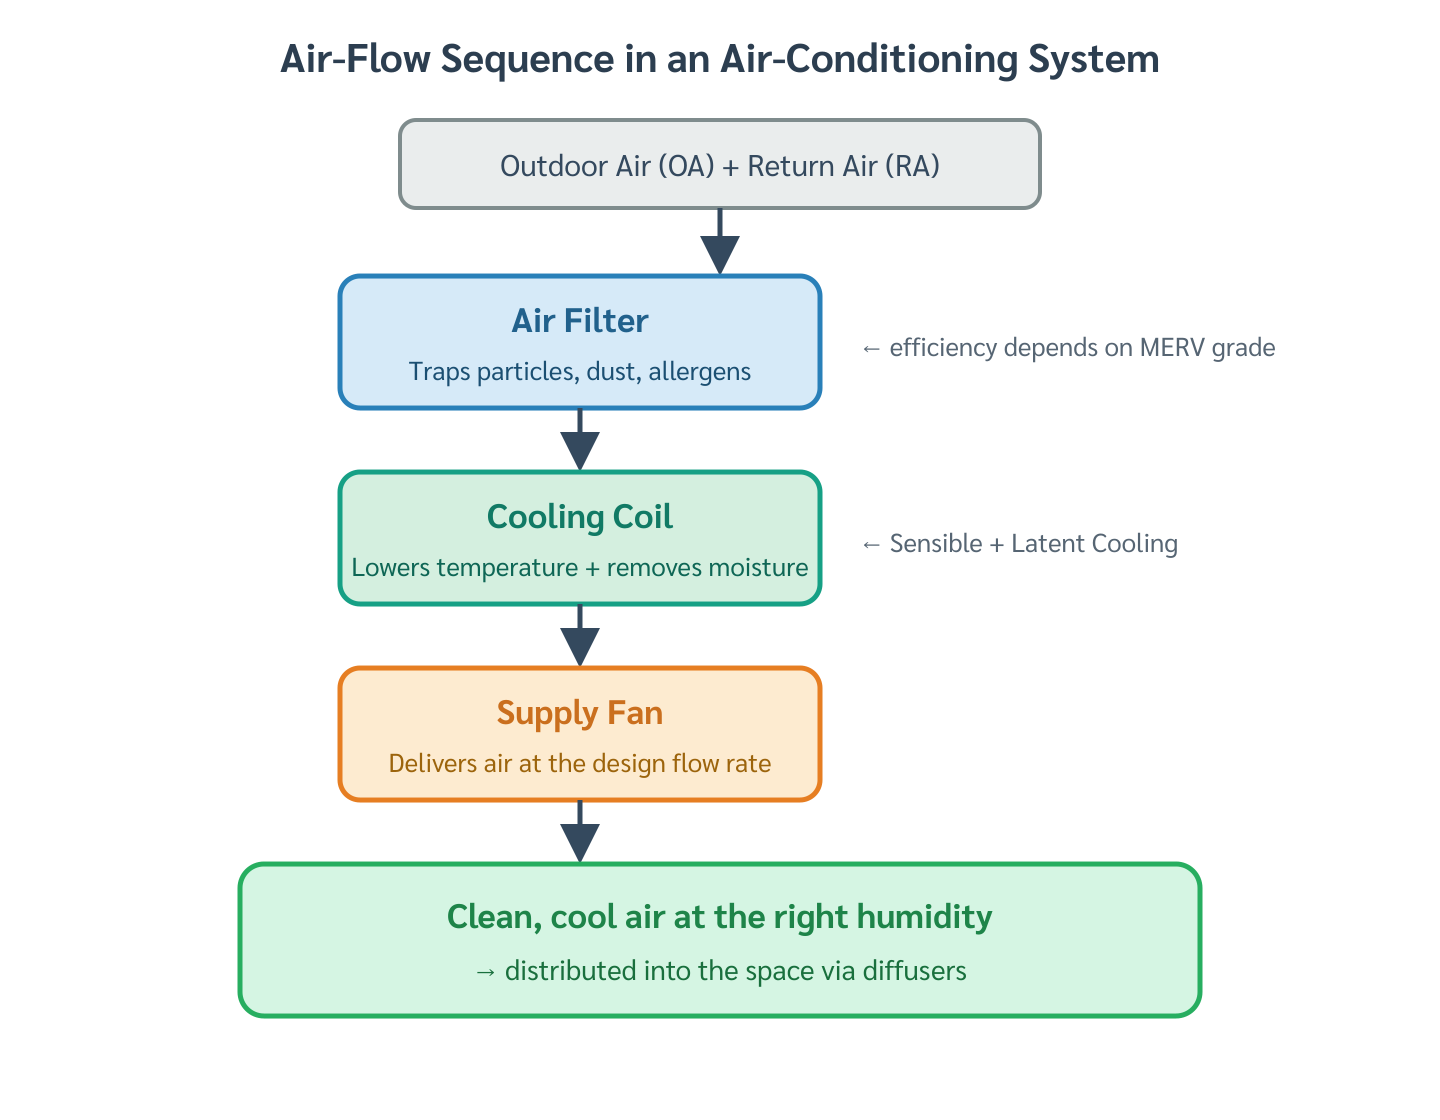 Air-Flow Sequence in an Air-Conditioning System
Outdoor Air (OA) + Return Air (RA)
Air Filter
Traps particles, dust, allergens
← efficiency depends on MERV grade
Cooling Coil
Lowers temperature + removes moisture
← Sensible + Latent Cooling
Supply Fan
Delivers air at the design flow rate
Clean, cool air at the right humidity
→ distributed into the space via diffusers